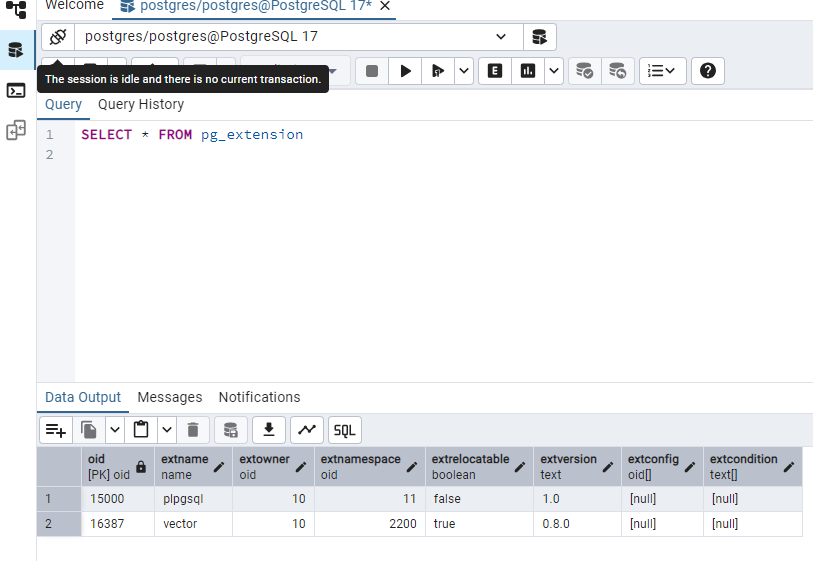 Welcome
postgres/postgres@PostgreSQL 17*
postgres/postgres@PostgreSQL 17
The session is idle and there is no current transaction.
E
Query Query History
1 SELECT * FROM pg_extension
2
Data Output Messages Notifications
SQL
oid extname extowner extnamespace extrelocatable extversion extconfig extcondition
[PK] oid name oid oid boolean text oid[] text[]
1 15000 plpgsql 10 11 false 1.0 [null] [null]
2 16387 vector 10 2200 true 0.8.0 [null] [null]